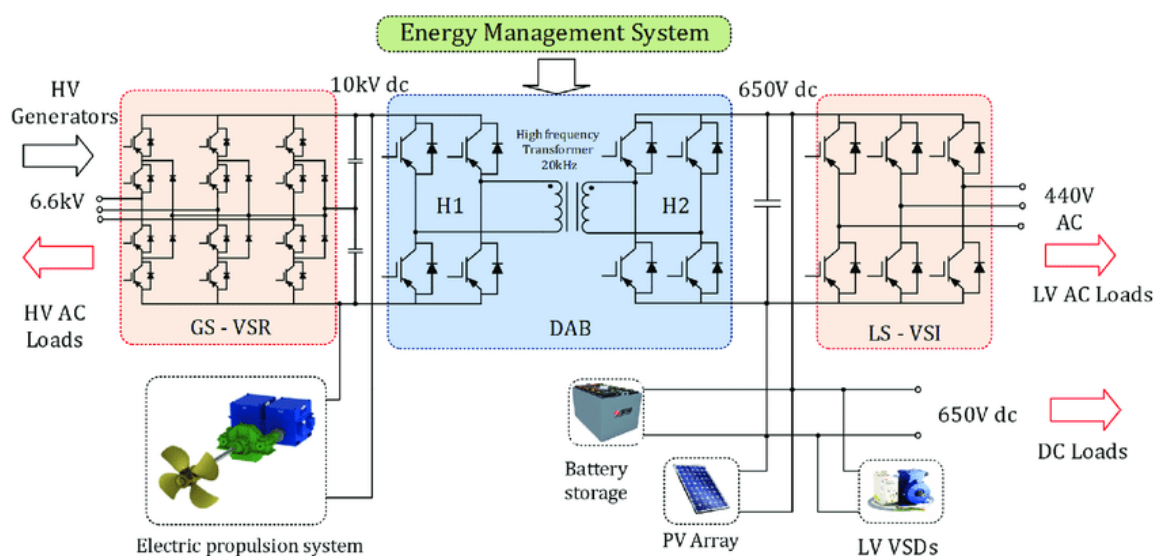 Energy Management System
HV
Generators
10kV dc
650V dc
High frequency
Transformer
20kHz
6.6kV
H1
H2
440V
AC
HV AC
Loads
GS - VSR
DAB
LS - VSI
LV AC Loads
650V dc
DC Loads
Battery
storage
Electric propulsion system
PV Array
LV VSDs